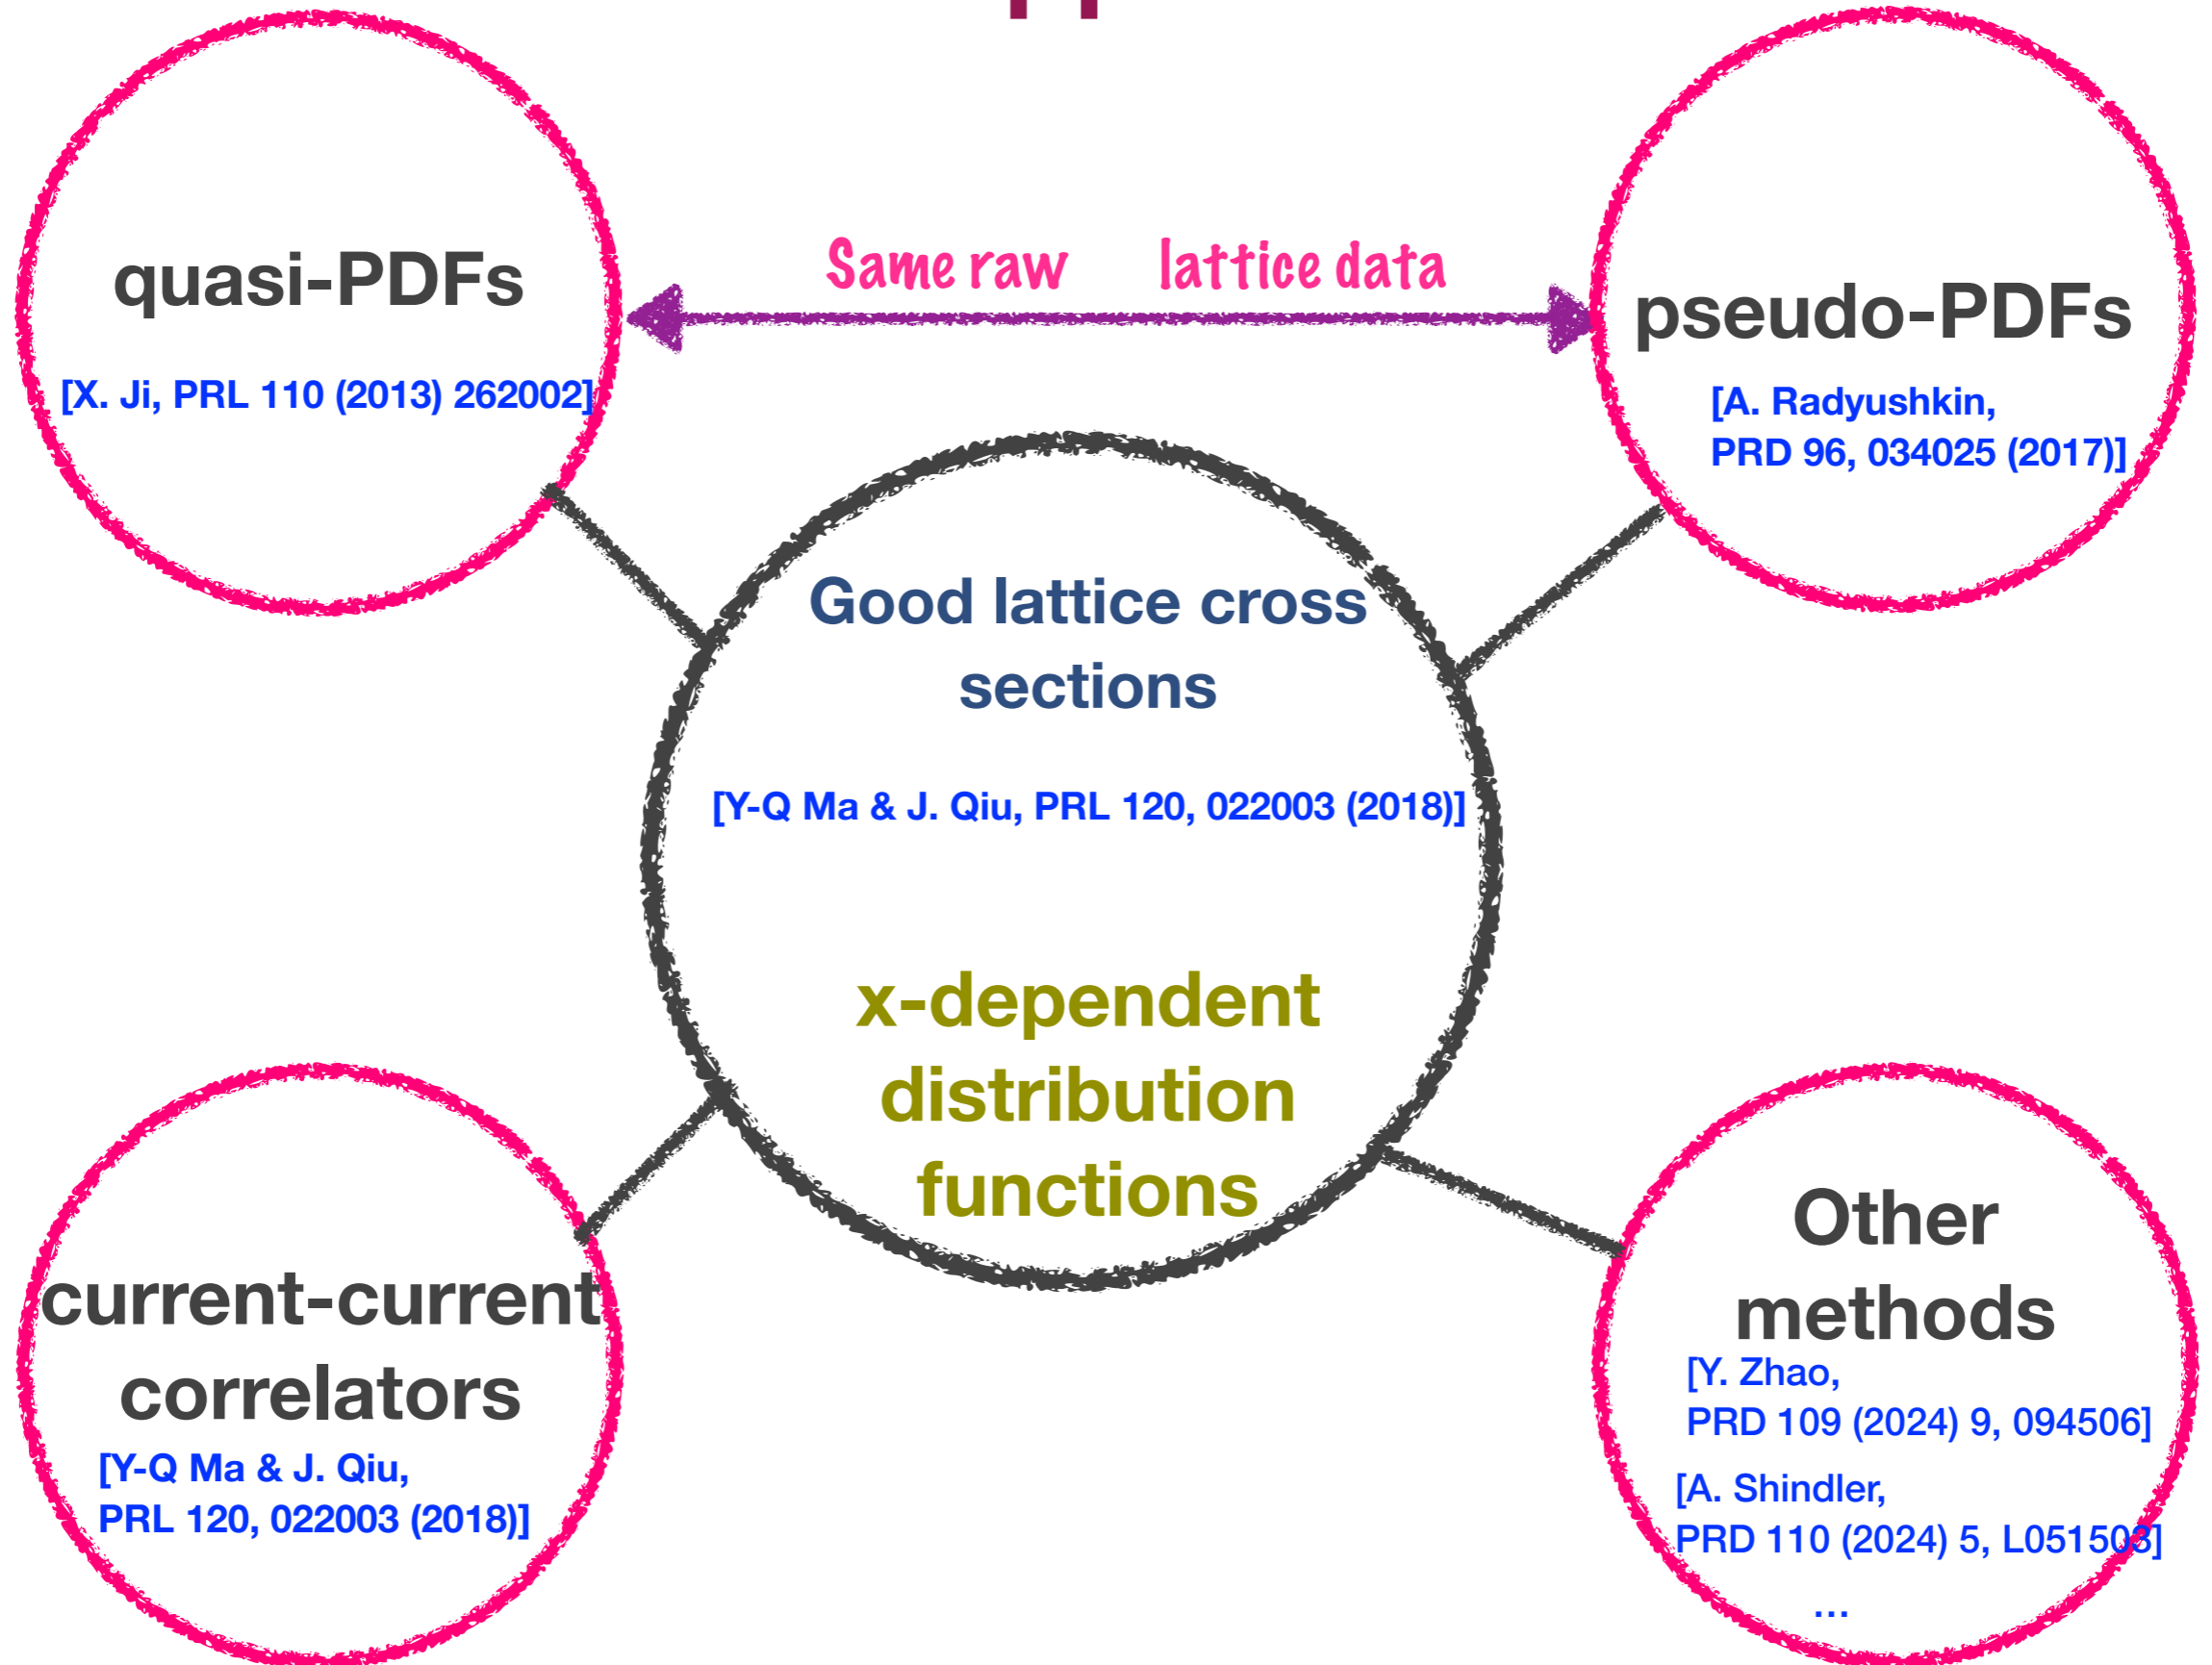 quasi-PDFs
[X. Ji, PRL 110 (2013) 262002]
Same raw lattice data
pseudo-PDFs
[A. Radyushkin,
PRD 96, 034025 (2017)]
Good lattice cross
sections
[Y-Q Ma & J. Qiu, PRL 120, 022003 (2018)]
x-dependent
distribution
functions
current-current
correlators
[Y-Q Ma & J. Qiu,
PRL 120, 022003 (2018)]
Other
methods
[Y. Zhao,
PRD 109 (2024) 9, 094506]
[A. Shindler,
PRD 110 (2024) 5, L051503]
...